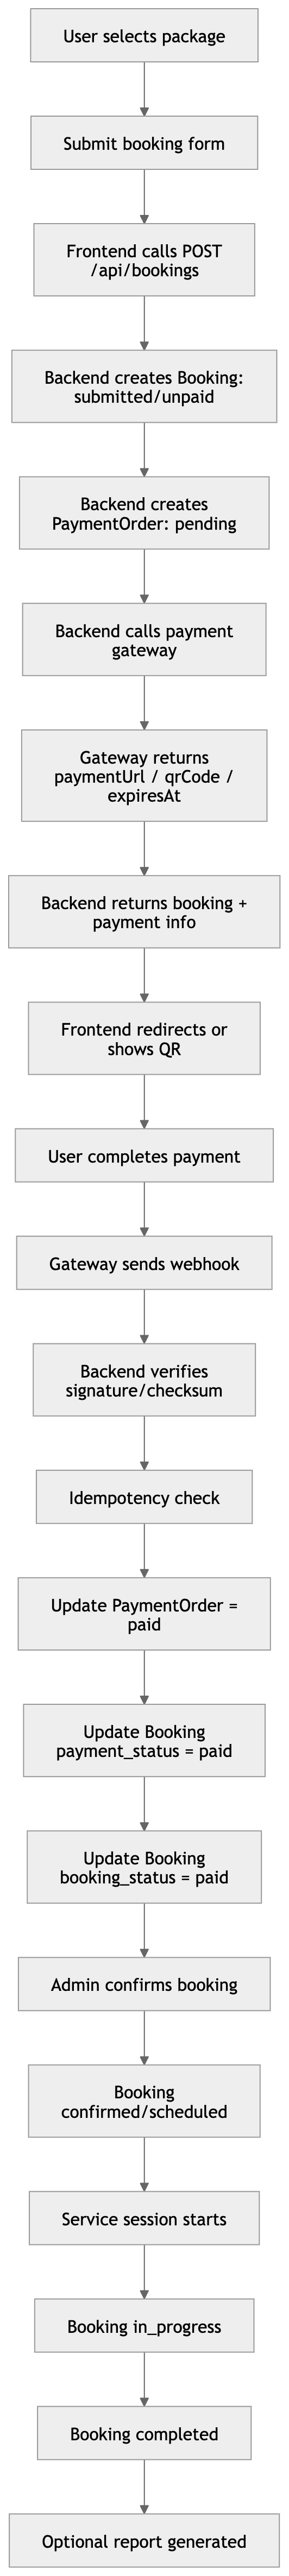 User selects package
Submit booking form
Frontend calls POST
/api/bookings
Backend creates Booking:
submitted/unpaid
Backend creates
PaymentOrder: pending
Backend calls payment
gateway
Gateway returns
paymentUrl / qrCode /
expiresAt
Backend returns booking +
payment info
Frontend redirects or
shows QR
User completes payment
Gateway sends webhook
Backend verifies
signature/checksum
Idempotency check
Update PaymentOrder =
paid
Update Booking
payment_status = paid
Update Booking
booking_status = paid
Admin confirms booking
Booking
confirmed/scheduled
Service session starts
Booking in_progress
Booking completed
Optional report generated